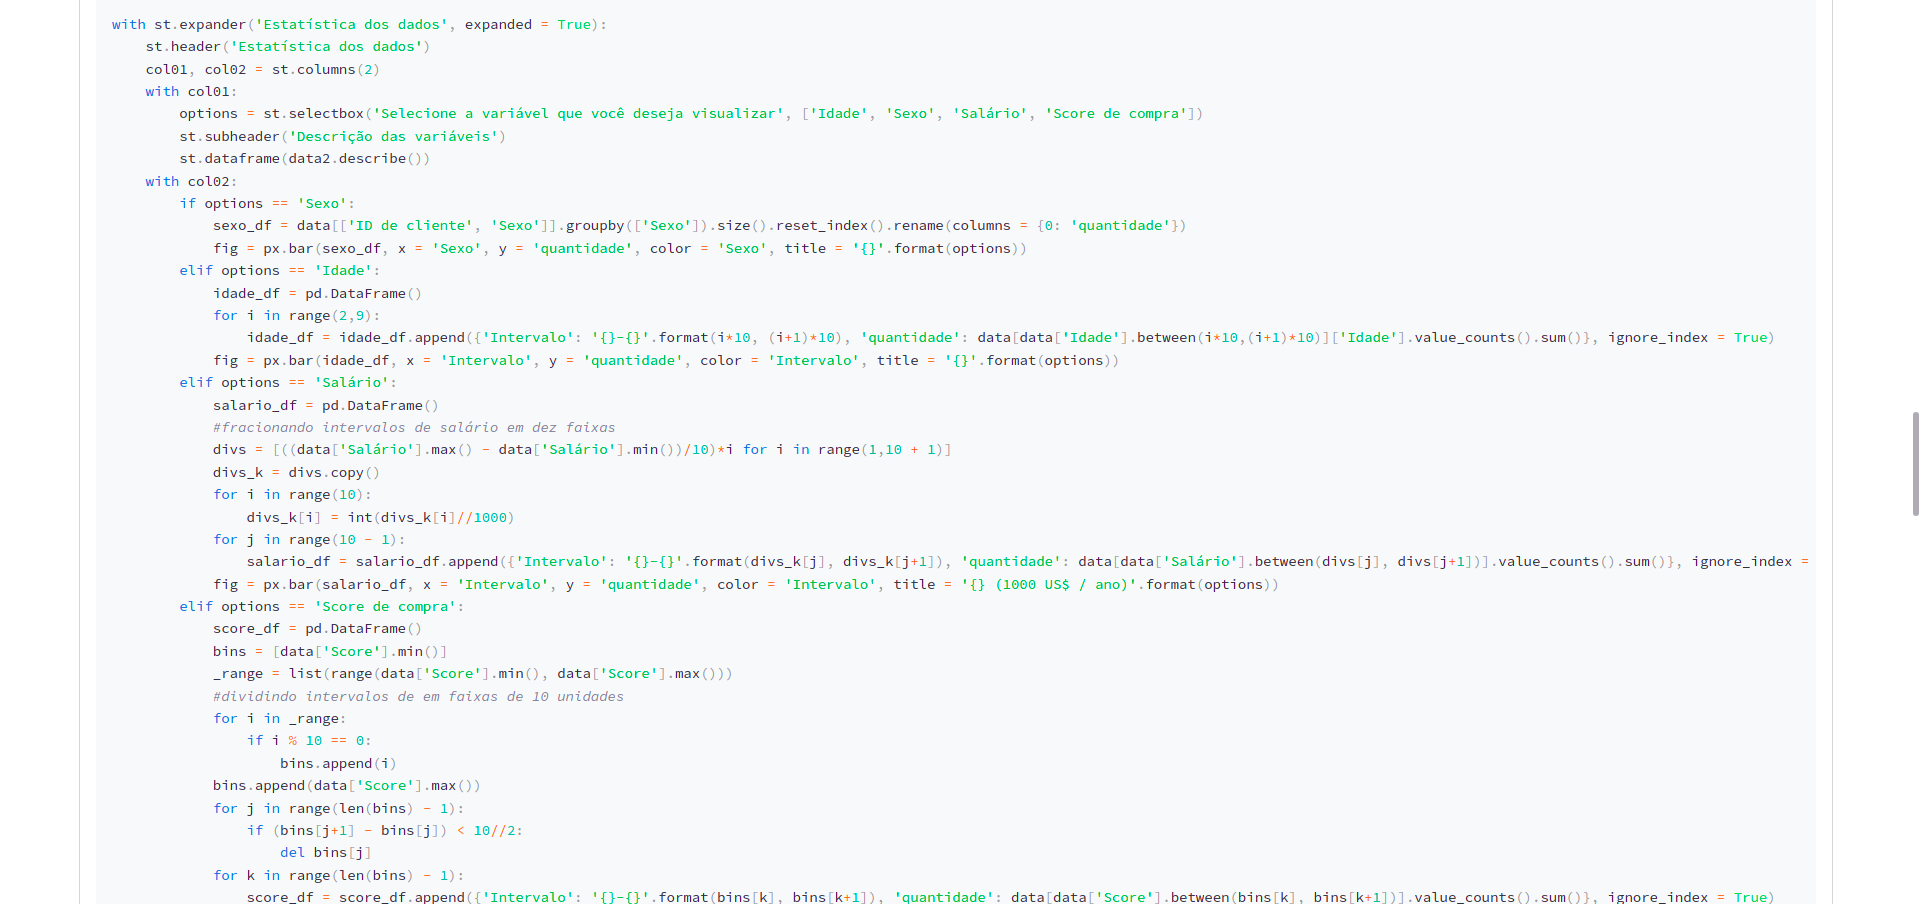 with st.expander('Estatística dos dados', expanded = True):
    st.header('Estatística dos dados')
    col01, col02 = st.columns(2)
    with col01:
        options = st.selectbox('Selecione a variável que você deseja visualizar', ['Idade', 'Sexo', 'Salário', 'Score de compra'])
        st.subheader('Descrição das variáveis')
        st.dataframe(data2.describe())
    with col02:
        if options == 'Sexo':
            sexo_df = data[['ID de cliente', 'Sexo']].groupby(['Sexo']).size().reset_index().rename(columns = {0: 'quantidade'})
            fig = px.bar(sexo_df, x = 'Sexo', y = 'quantidade', color = 'Sexo', title = '{}'.format(options))
        elif options == 'Idade':
            idade_df = pd.DataFrame()
            for i in range(2,9):
                idade_df = idade_df.append({'Intervalo': '{}-{}'.format(i*10, (i+1)*10), 'quantidade': data[data['Idade'].between(i*10,(i+1)*10)]['Idade'].value_counts().sum()}, ignore_index = True)
            fig = px.bar(idade_df, x = 'Intervalo', y = 'quantidade', color = 'Intervalo', title = '{}'.format(options))
        elif options == 'Salário':
            salario_df = pd.DataFrame()
            #fracionando intervalos de salário em dez faixas
            divs = [((data['Salário'].max() - data['Salário'].min())/10)*i for i in range(1,10 + 1)]
            divs_k = divs.copy()
            for i in range(10):
                divs_k[i] = int(divs_k[i]//1000)
            for j in range(10 - 1):
                salario_df = salario_df.append({'Intervalo': '{}-{}'.format(divs_k[j], divs_k[j+1]), 'quantidade': data[data['Salário'].between(divs[j], divs[j+1])].value_counts().sum()}, ignore_index =
            fig = px.bar(salario_df, x = 'Intervalo', y = 'quantidade', color = 'Intervalo', title = '{} (1000 US$ / ano)'.format(options))
        elif options == 'Score de compra':
            score_df = pd.DataFrame()
            bins = [data['Score'].min()]
            _range = list(range(data['Score'].min(), data['Score'].max()))
            #dividindo intervalos de em faixas de 10 unidades
            for i in _range:
                if i % 10 == 0:
                    bins.append(i)
            bins.append(data['Score'].max())
            for j in range(len(bins) - 1):
                if (bins[j+1] - bins[j]) < 10//2:
                    del bins[j]
            for k in range(len(bins) - 1):
                score_df = score_df.append({'Intervalo': '{}-{}'.format(bins[k], bins[k+1]), 'quantidade': data[data['Score'].between(bins[k], bins[k+1])].value_counts().sum()}, ignore_index = True)